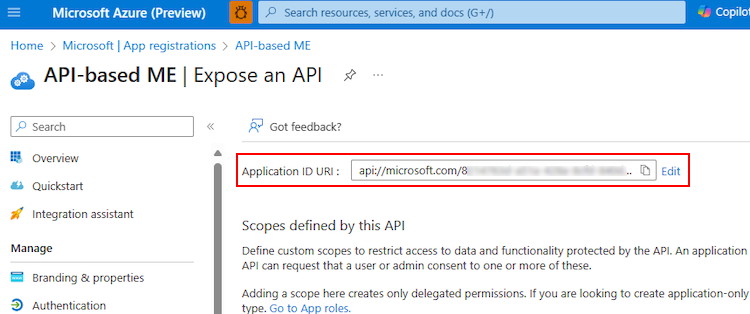 Microsoft Azure (Preview)
Search resources, services, and docs (G+/)
Copilot
Home > Microsoft | App registrations > API-based ME >
API-based ME | Expose an API
Search
Got feedback?
Overview
Application ID URI : api://microsoft.com/8 .. Edit
Quickstart
Integration assistant
Scopes defined by this API
Manage
Define custom scopes to restrict access to data and functionality protected by the API. An application
Branding & properties
API can request that a user or admin consent to one or more of these.
Authentication
Adding a scope here creates only delegated permissions. If you are looking to create application-only
type. Go to App roles.